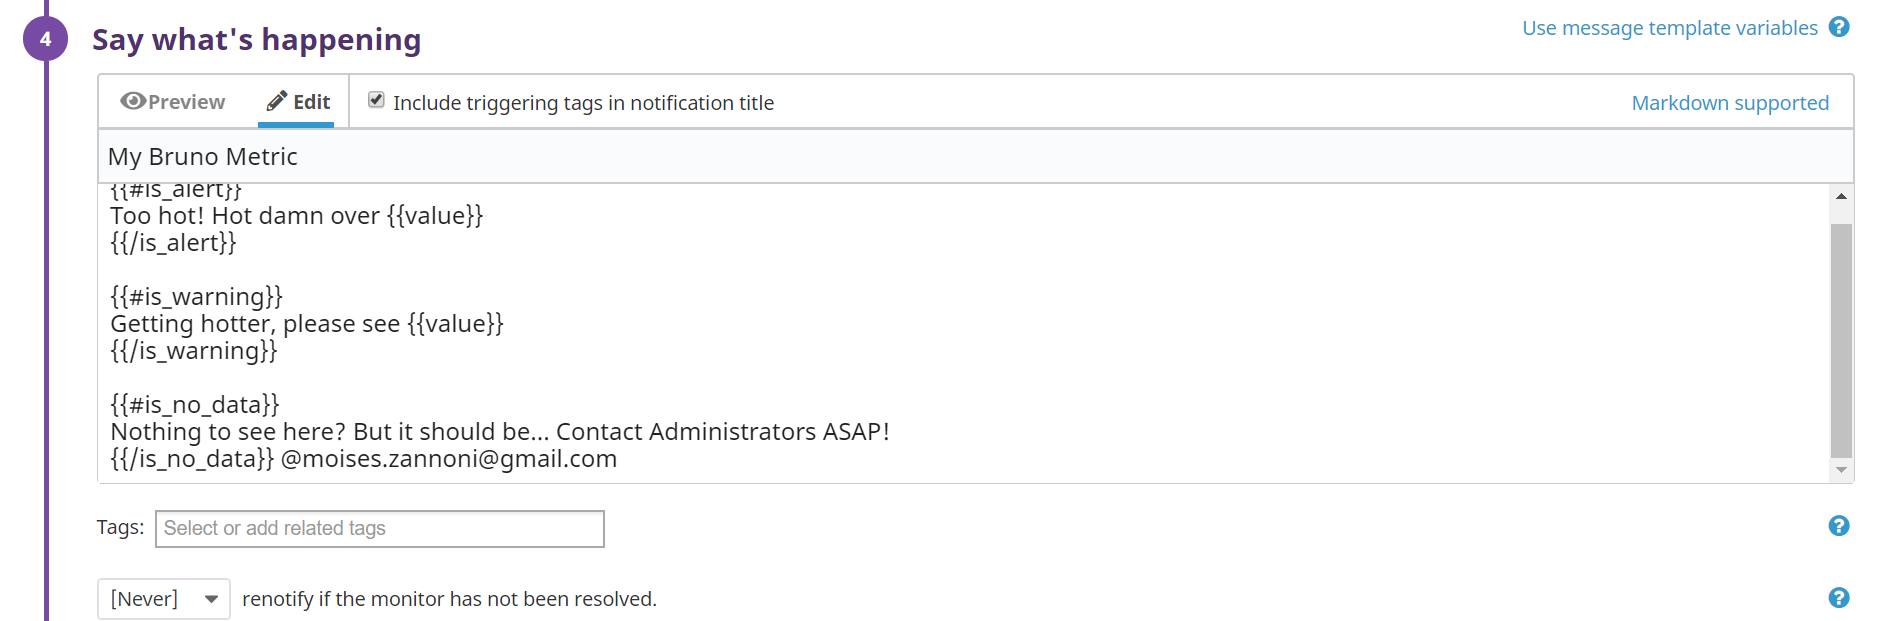 4
Say what's happening
Use message template variables ?
Preview Edit Include triggering tags in notification title Markdown supported
My Bruno Metric
{{#is_alert}}
Too hot! Hot damn over {{value}}
{{/is_alert}}
{{#is_warning}}
Getting hotter, please see {{value}}
{{/is_warning}}
{{#is_no_data}}
Nothing to see here? But it should be... Contact Administrators ASAP!
{{/is_no_data}} @moises.zannoni@gmail.com
Tags: Select or add related tags ?
[Never] renotify if the monitor has not been resolved. ?